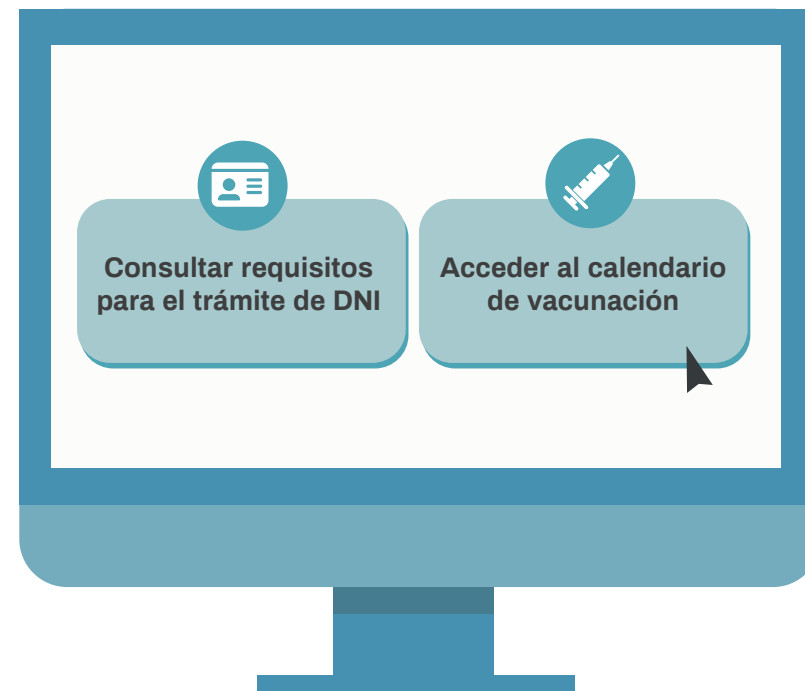 Consultar requisitos
para el trámite de DNI
Acceder al calendario
de vacunación